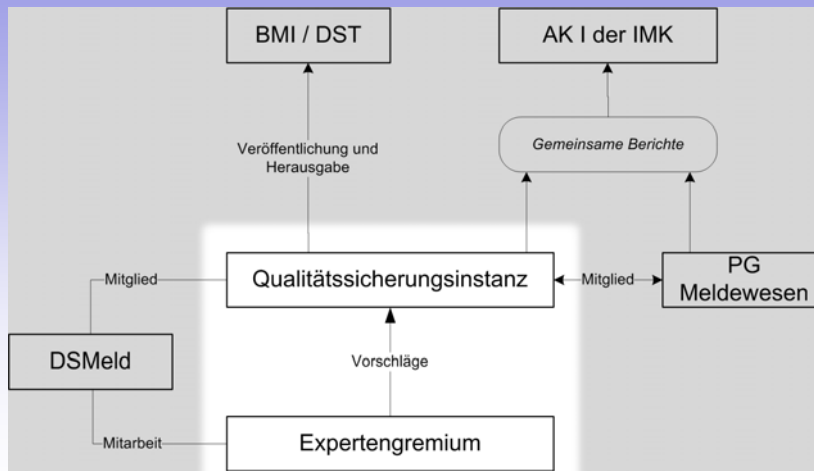 BMI / DST
AK I der IMK
Veröffentlichung und
Herausgabe
Gemeinsame Berichte
Mitglied
Qualitätssicherungsinstanz
Mitglied
PG
Meldewesen
DSMeld
Vorschläge
Mitarbeit
Expertengremium